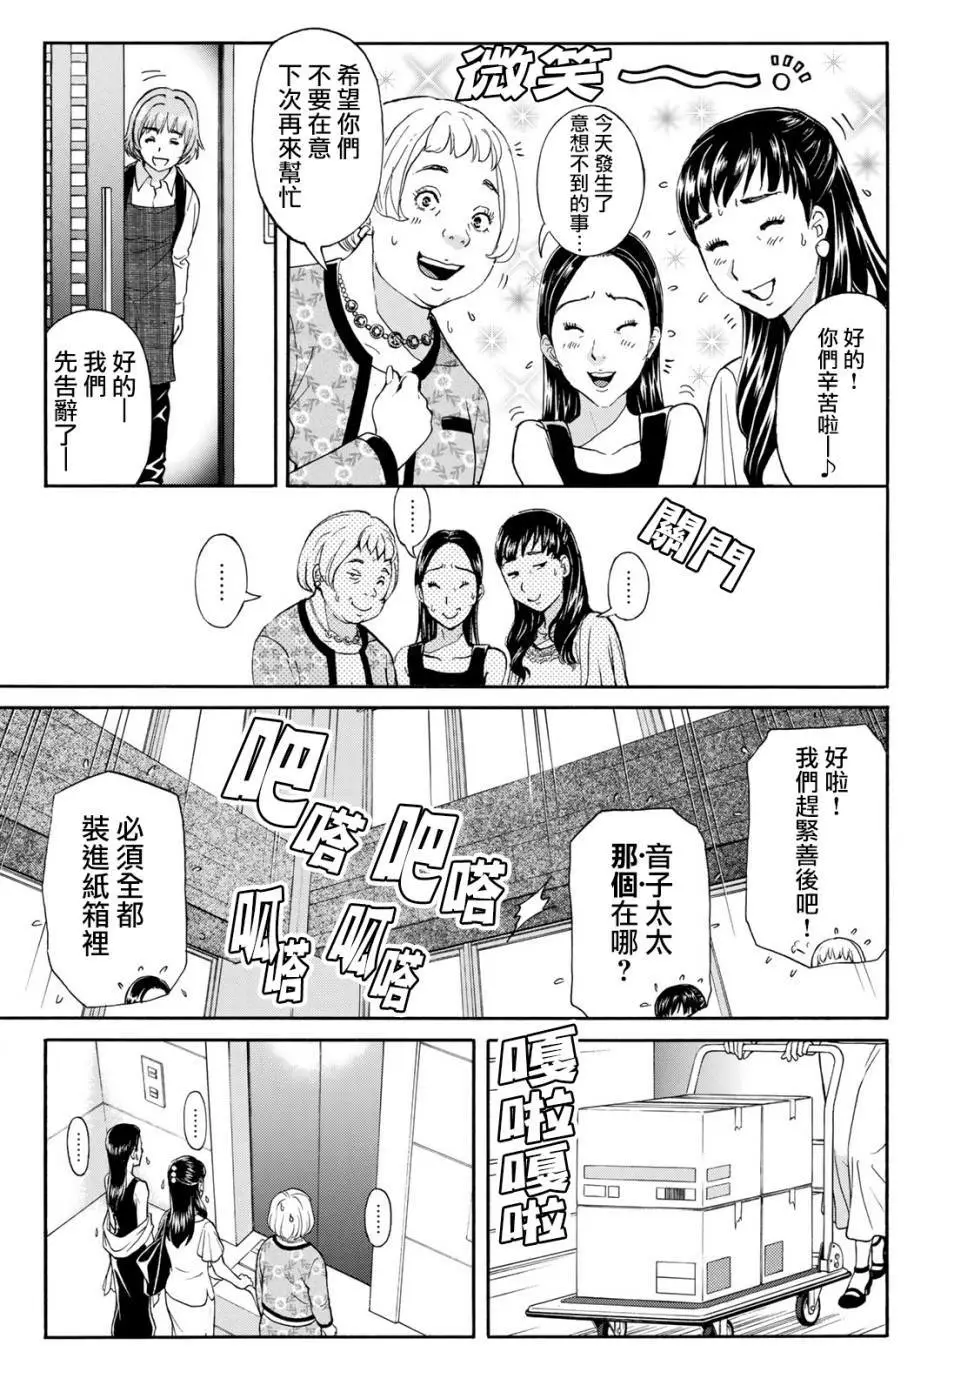 微笑～
好的！
你們辛苦啦—♪
今天發生了
意想不到的事…
希望你們
不要在意
下次再來幫忙
好的—
我們
先告辭了—
關門
……
……
……
好啦！
我們趕緊善後吧！
音子太太
那個在哪？
吧嗒
吧嗒
呱嗒
呱嗒
必須全都
裝進紙箱裡
嘎啦嘎啦
……
……
……